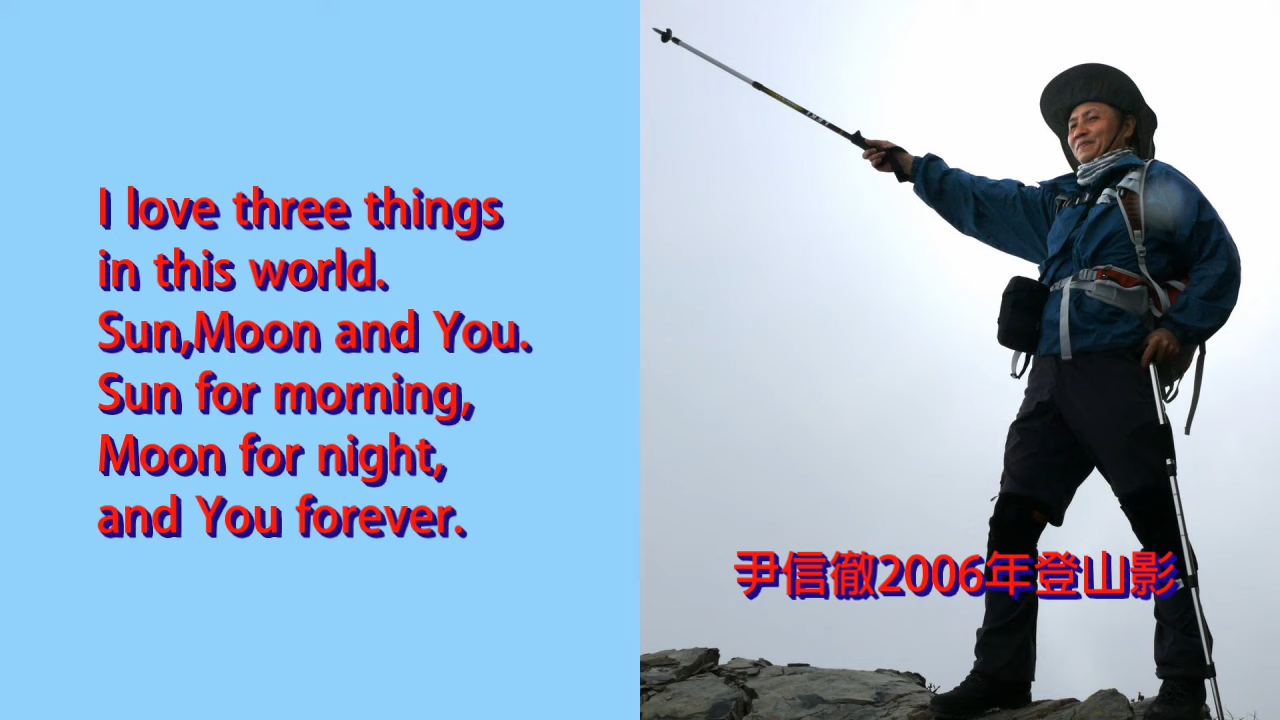 I love three things
in this world.
Sun,Moon and You.
Sun for morning,
Moon for night,
and You forever.
尹信徹2006年登山影